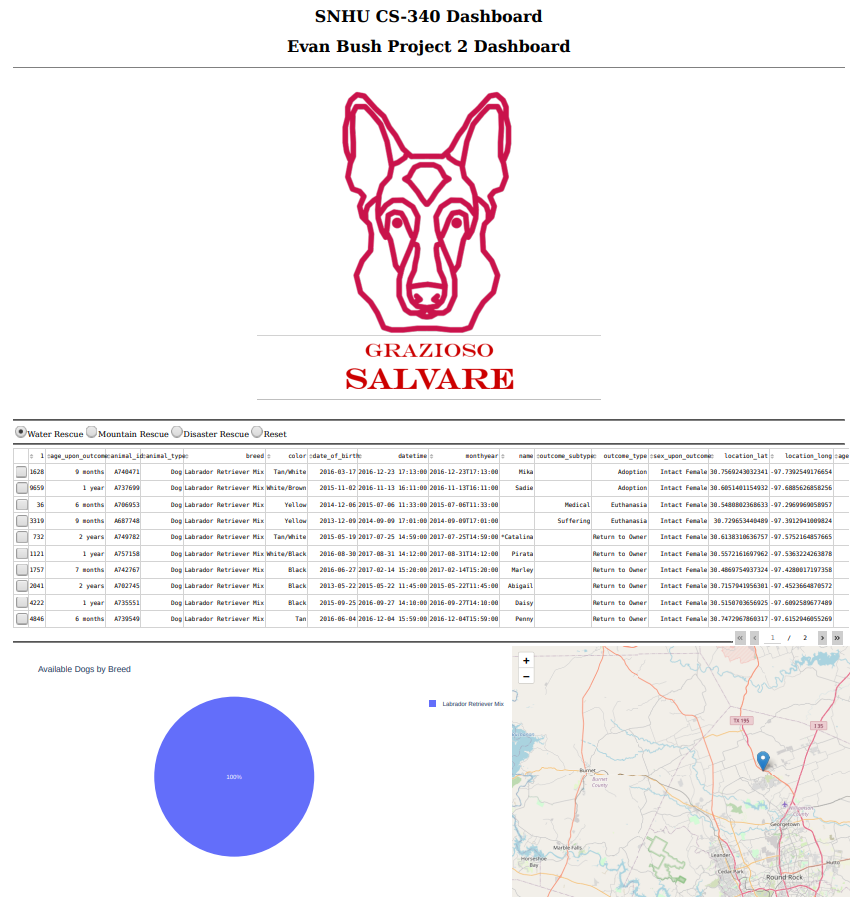 SNHU CS-340 Dashboard
Evan Bush Project 2 Dashboard
GRAZIOSO
SALVARE
Water Rescue Mountain Rescue Disaster Rescue Reset
1 age_upon_outcome animal_id animal_type breed color date_of_birth datetime monthyear name outcome_subtype outcome_type sex_upon_outcome location_lat location_long age
1628 9 months A740471 Dog Labrador Retriever Mix Tan/White 2016-03-17 2016-12-23 17:13:00 2016-12-23T17:13:00 Mika Adoption Intact Female 30.7569243032341 -97.7392549176654
9659 1 year A737699 Dog Labrador Retriever Mix White/Brown 2015-11-02 2016-11-13 16:11:00 2016-11-13T16:11:00 Sadie Adoption Intact Female 30.6051401154932 -97.6885626858256
36 6 months A706953 Dog Labrador Retriever Mix Yellow 2014-12-06 2015-07-06 11:33:00 2015-07-06T11:33:00 Medical Euthanasia Intact Female 30.5480802368633 -97.2969969058957
3319 9 months A687748 Dog Labrador Retriever Mix Yellow 2013-12-09 2014-09-09 17:01:00 2014-09-09T17:01:00 Suffering Euthanasia Intact Female 30.729653440489 -97.3912941009824
732 2 years A749782 Dog Labrador Retriever Mix Tan/White 2015-05-19 2017-07-25 14:59:00 2017-07-25T14:59:00 *Catalina Return to Owner Intact Female 30.6138310636757 -97.5752164857665
1121 1 year A757158 Dog Labrador Retriever Mix White/Black 2016-08-30 2017-08-31 14:12:00 2017-08-31T14:12:00 Pirata Return to Owner Intact Female 30.5572161697962 -97.5363224263878
1757 7 months A742767 Dog Labrador Retriever Mix Black 2016-06-27 2017-02-14 15:20:00 2017-02-14T15:20:00 Marley Return to Owner Intact Female 30.4869754937324 -97.4280017197358
2041 2 years A702745 Dog Labrador Retriever Mix Black 2013-05-22 2015-05-22 11:45:00 2015-05-22T11:45:00 Abigail Return to Owner Intact Female 30.7157941956301 -97.4523664870572
4222 1 year A735551 Dog Labrador Retriever Mix Black 2015-09-25 2016-09-27 14:10:00 2016-09-27T14:10:00 Daisy Return to Owner Intact Female 30.5150703656925 -97.6092589677489
4846 6 months A739549 Dog Labrador Retriever Mix Tan 2016-06-04 2016-12-04 15:59:00 2016-12-04T15:59:00 Penny Return to Owner Intact Female 30.7472967860317 -97.6152946055269
« ‹ 1 / 2 › »
Available Dogs by Breed
Labrador Retriever Mix
100%
+
−
TX 195
I 35
Burnet
Burnet
County
County
Georgetown
Marble Falls
Horseshoe
Bay
Leander
Cedar Park
Hutto
Round Rock